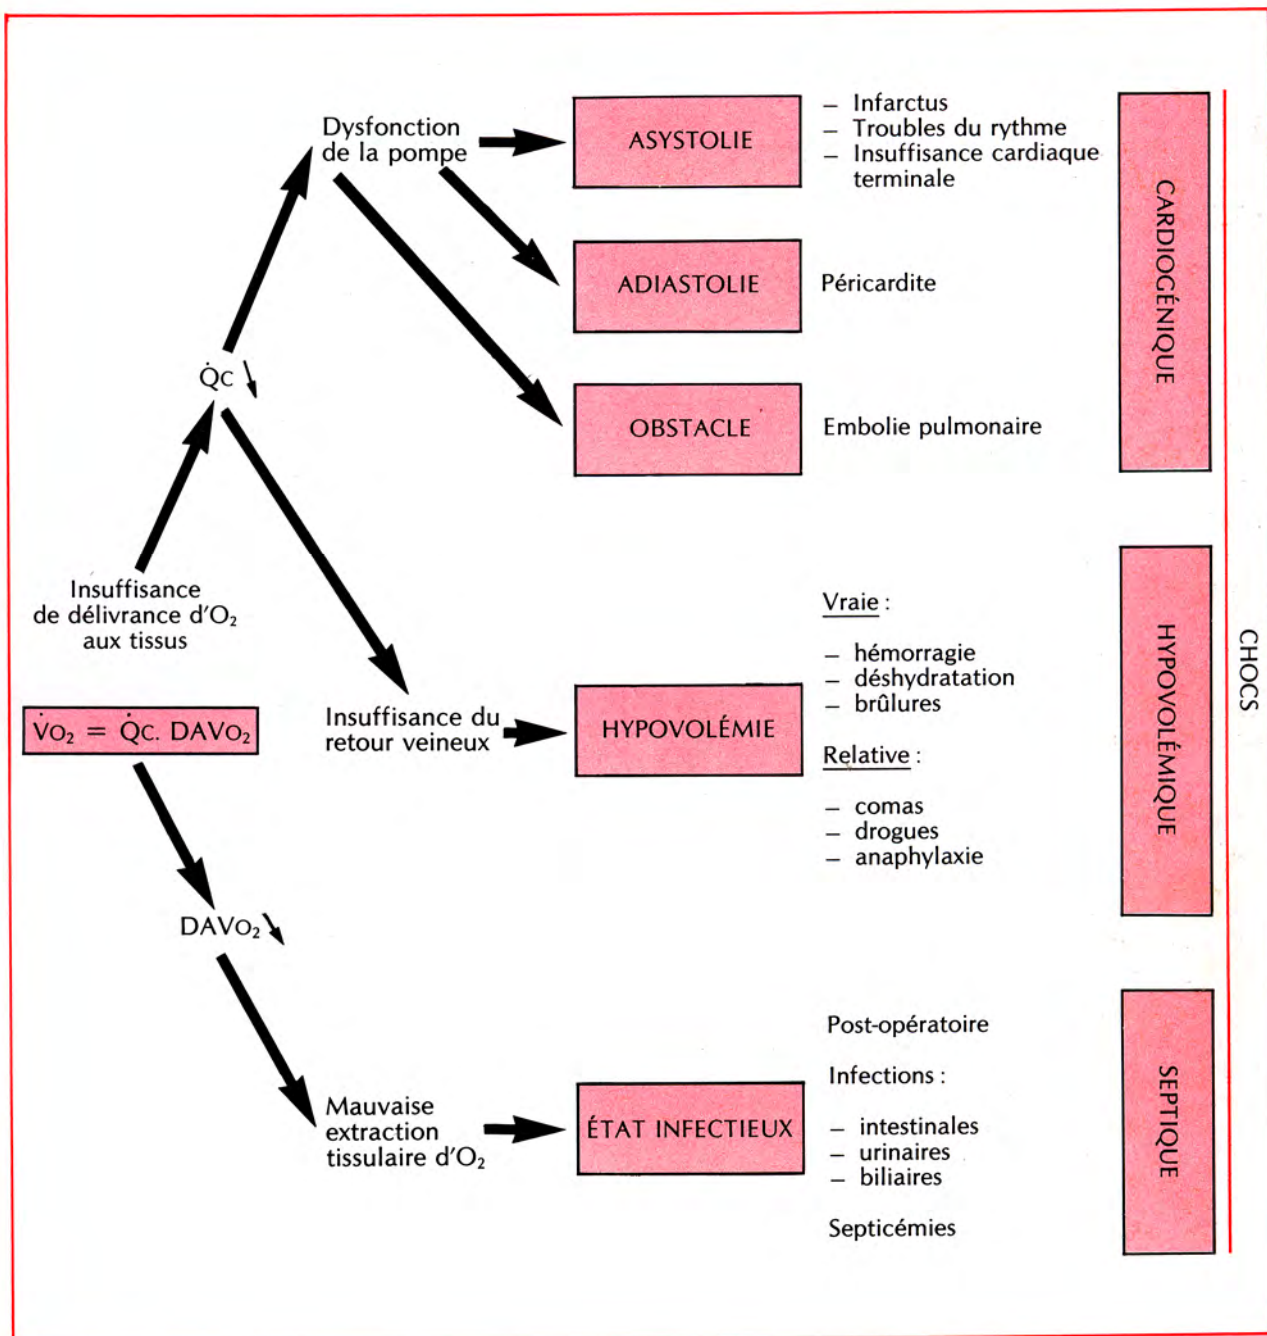 Dysfonction
de la pompe
ASYSTOLIE
– Infarctus
– Troubles du rythme
– Insuffisance cardiaque
terminale
ADIASTOLIE
Péricardite
OBSTACLE
Embolie pulmonaire
CARDIOGÉNIQUE
Q̇C
Insuffisance
de délivrance d'O₂
aux tissus
V̇O₂ = Q̇C. DAVO₂
Insuffisance du
retour veineux
HYPOVOLÉMIE
Vraie :
– hémorragie
– déshydratation
– brûlures
Relative :
– comas
– drogues
– anaphylaxie
HYPOVOLÉMIQUE
CHOCS
DAVO₂
Mauvaise
extraction
tissulaire d'O₂
ÉTAT INFECTIEUX
Post-opératoire
Infections :
– intestinales
– urinaires
– biliaires
Septicémies
SEPTIQUE